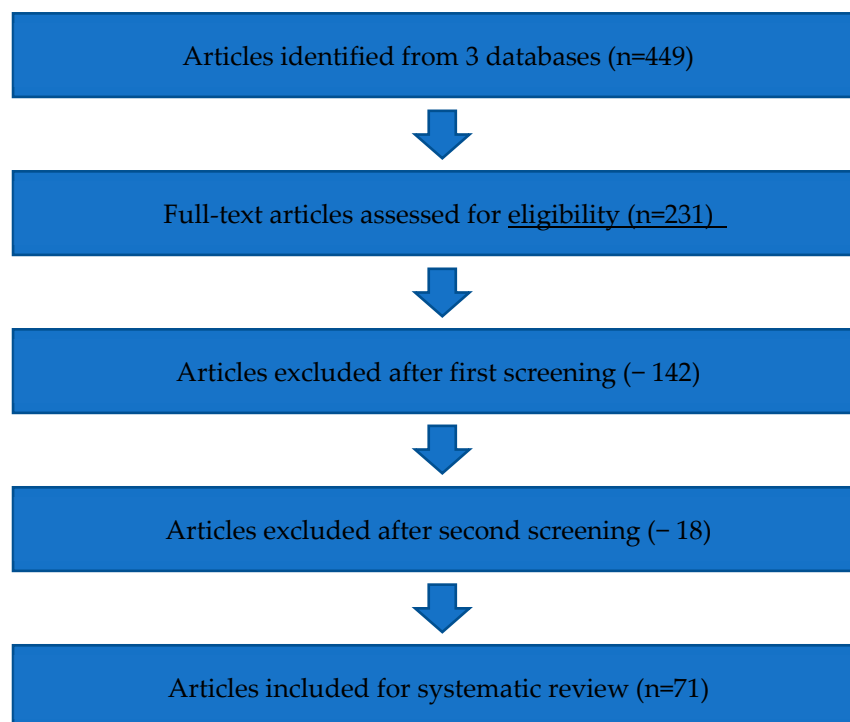 Articles identified from 3 databases (n=449)
Full-text articles assessed for eligibility (n=231)
Articles excluded after first screening (− 142)
Articles excluded after second screening (− 18)
Articles included for systematic review (n=71)